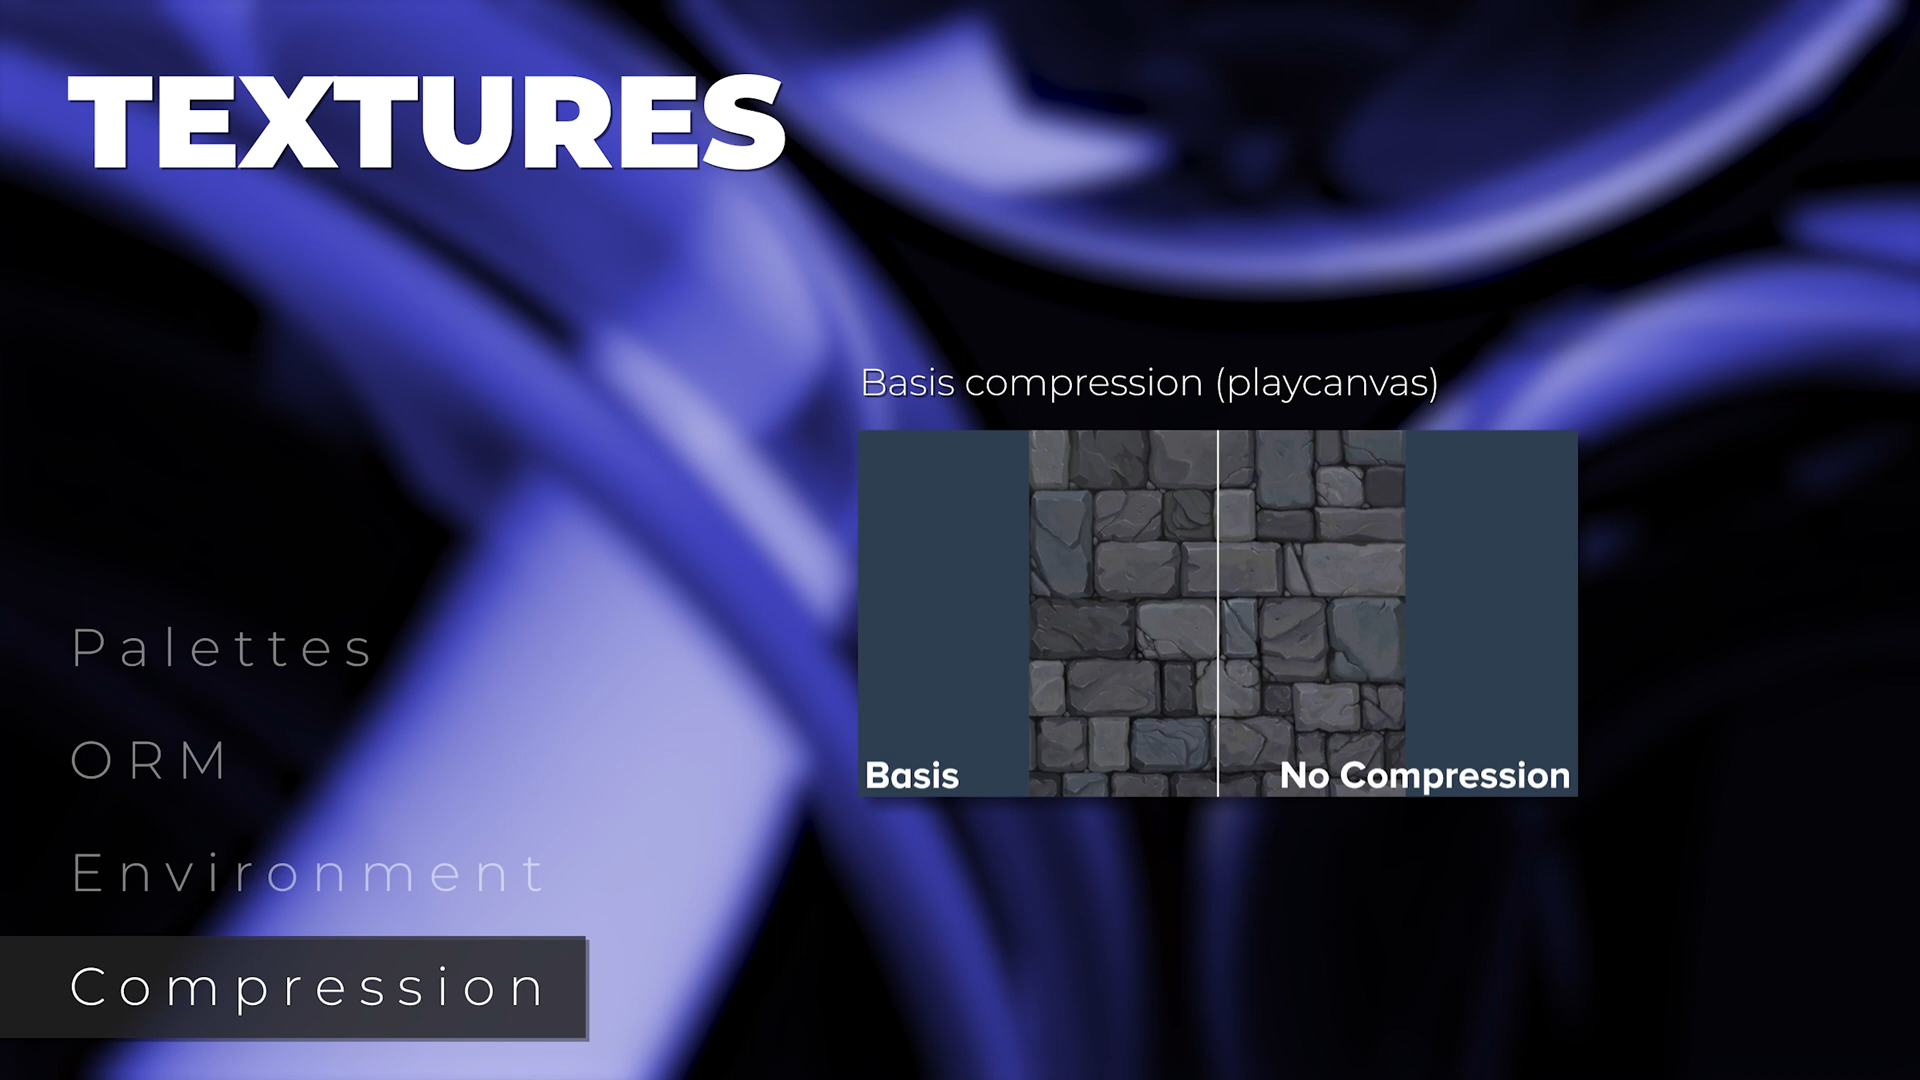 TEXTURES
Palettes
ORM
Environment
Compression
Basis compression (playcanvas)
Basis
No Compression